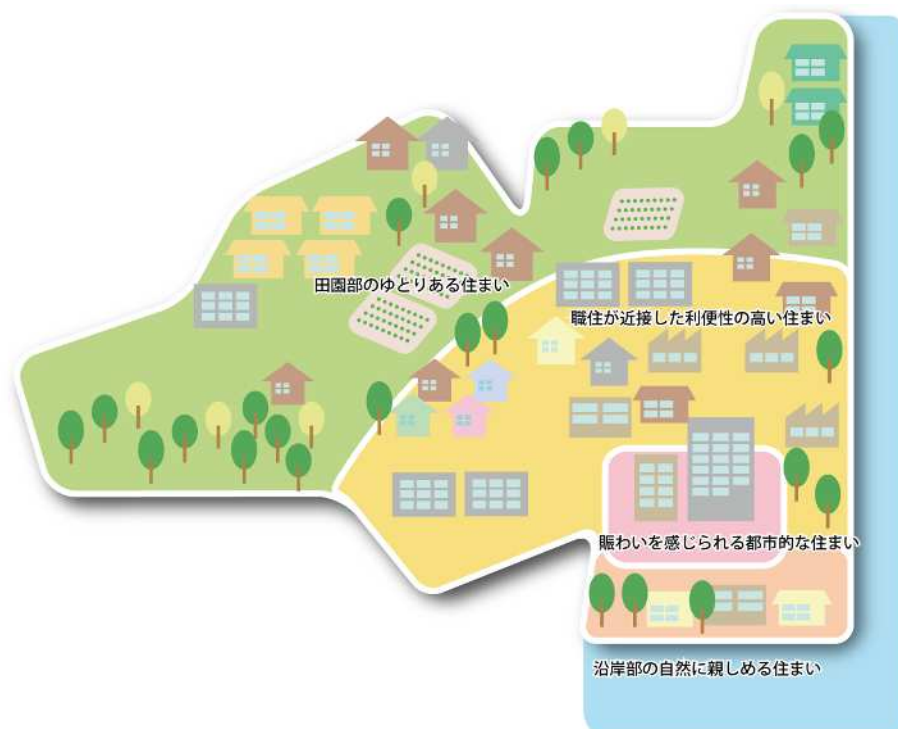 田園部のゆとりある住まい
職住が近接した利便性の高い住まい
賑わいを感じられる都市的な住まい
沿岸部の自然に親しめる住まい